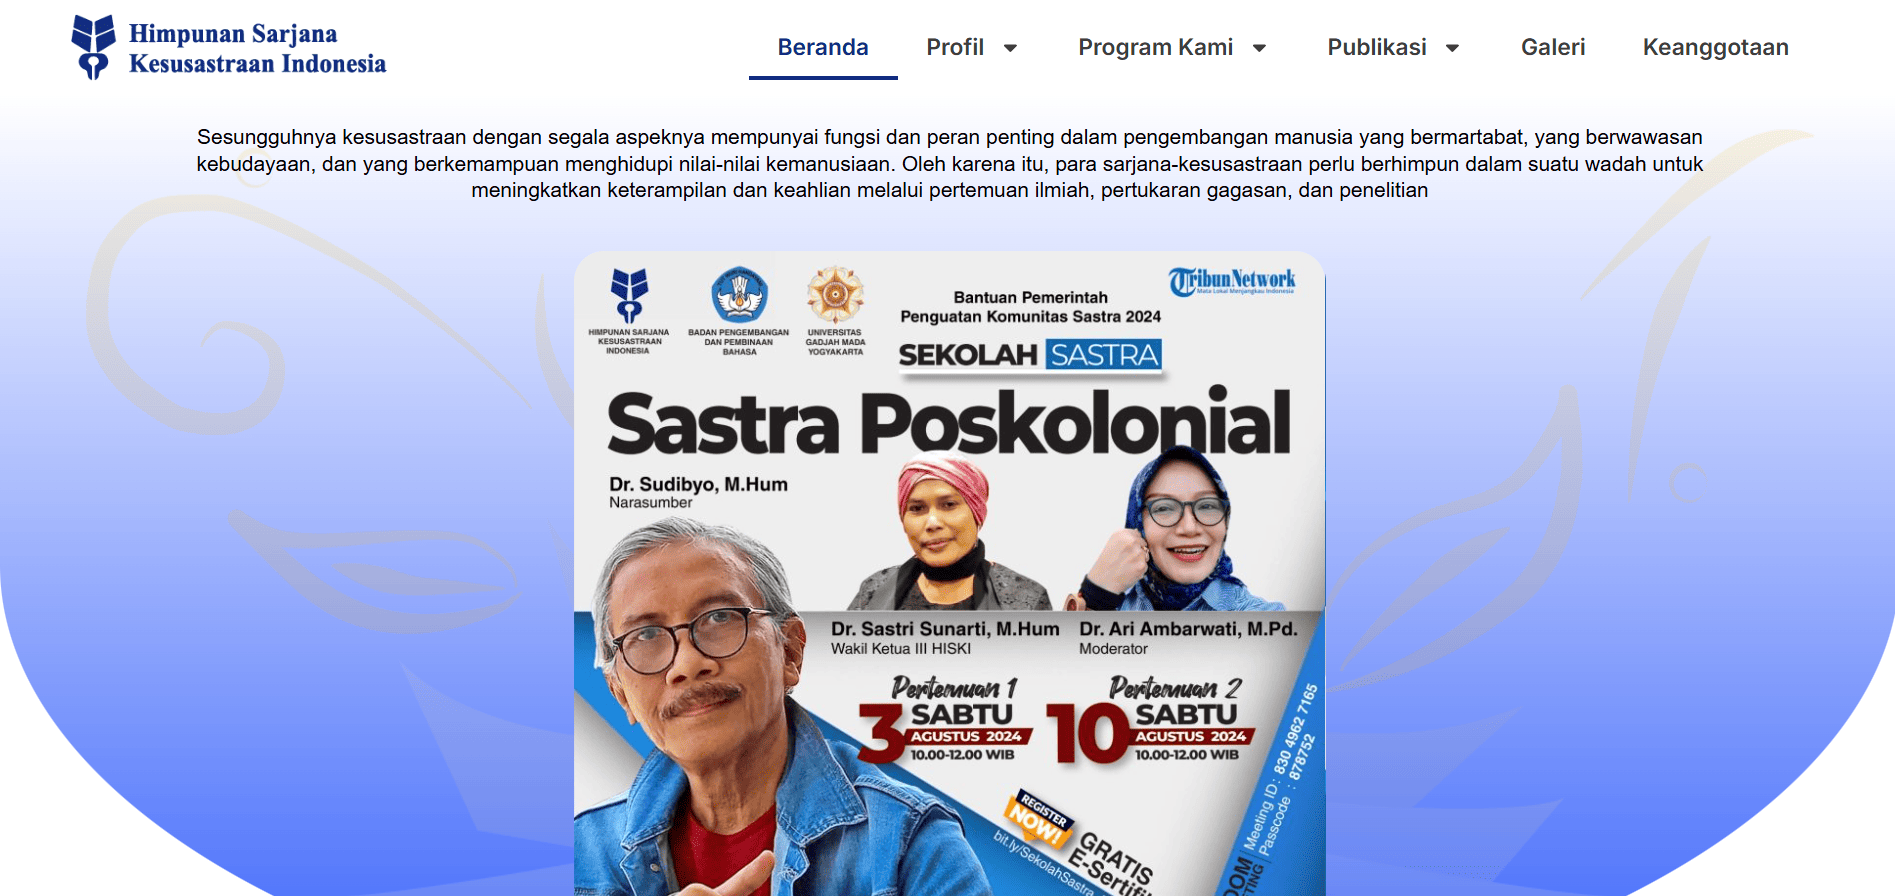 Himpunan Sarjana
Kesusastraan Indonesia
Beranda
Profil
Program Kami
Publikasi
Galeri
Keanggotaan
Sesungguhnya kesusastraan dengan segala aspeknya mempunyai fungsi dan peran penting dalam pengembangan manusia yang bermartabat, yang berwawasan
kebudayaan, dan yang berkemampuan menghidupi nilai-nilai kemanusiaan. Oleh karena itu, para sarjana-kesusastraan perlu berhimpun dalam suatu wadah untuk
meningkatkan keterampilan dan keahlian melalui pertemuan ilmiah, pertukaran gagasan, dan penelitian
HIMPUNAN SARJANA
KESUSASTRAAN
INDONESIA
BADAN PENGEMBANGAN
DAN PEMBINAAN
BAHASA
UNIVERSITAS
GADJAH MADA
YOGYAKARTA
Bantuan Pemerintah
Penguatan Komunitas Sastra 2024
SEKOLAH SASTRA
TribunNetwork
Mata Lokal Menjangkau Indonesia
Sastra Poskolonial
Dr. Sudibyo, M.Hum
Narasumber
Dr. Sastri Sunarti, M.Hum
Wakil Ketua III HISKI
Dr. Ari Ambarwati, M.Pd.
Moderator
Pertemuan 1
3 SABTU
AGUSTUS 2024
10.00-12.00 WIB
Pertemuan 2
10 SABTU
AGUSTUS 2024
10.00-12.00 WIB
REGISTER
NOW!
bit.ly/SekolahSastra
GRATIS
E-Sertifi
Meeting ID : 830 4962 7165
Passcode : 878752